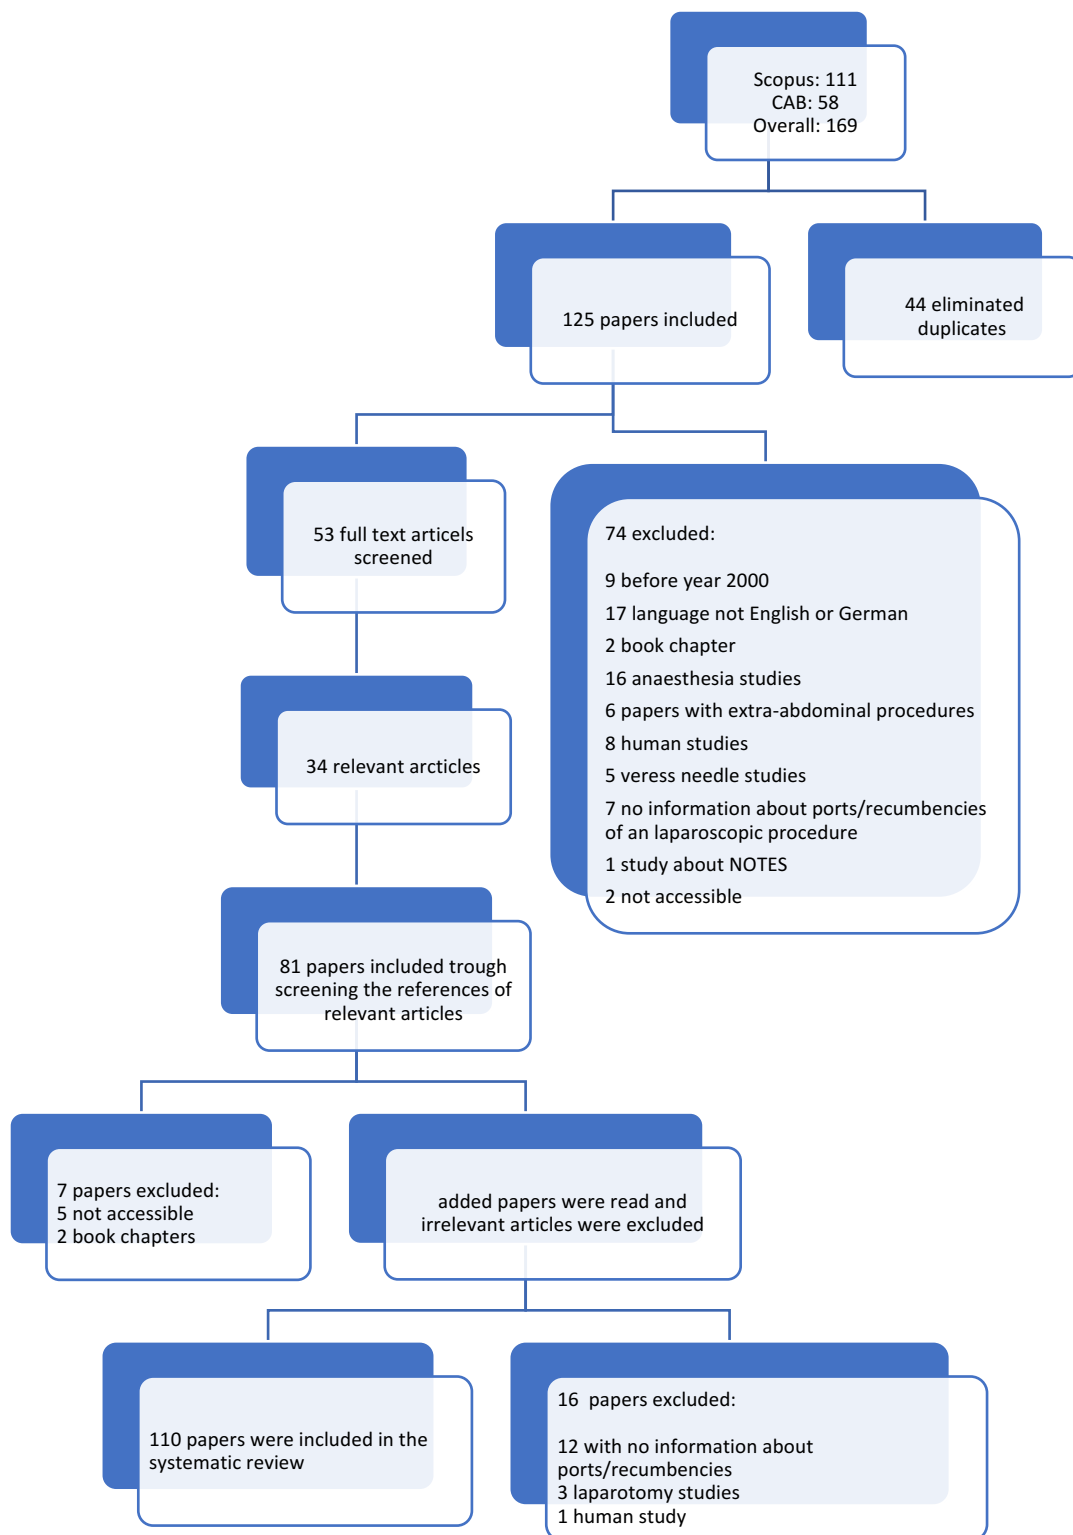 Scopus: 111
CAB: 58
Overall: 169
125 papers included
44 eliminated
duplicates
53 full text articels
screened
74 excluded:
9 before year 2000
17 language not English or German
2 book chapter
16 anaesthesia studies
6 papers with extra-abdominal procedures
8 human studies
5 veress needle studies
7 no information about ports/recumbencies
of an laparoscopic procedure
1 study about NOTES
2 not accessible
34 relevant arcticles
81 papers included trough
screening the references of
relevant articles
7 papers excluded:
5 not accessible
2 book chapters
added papers were read and
irrelevant articles were excluded
110 papers were included in the
systematic review
16 papers excluded:
12 with no information about
ports/recumbencies
3 laparotomy studies
1 human study